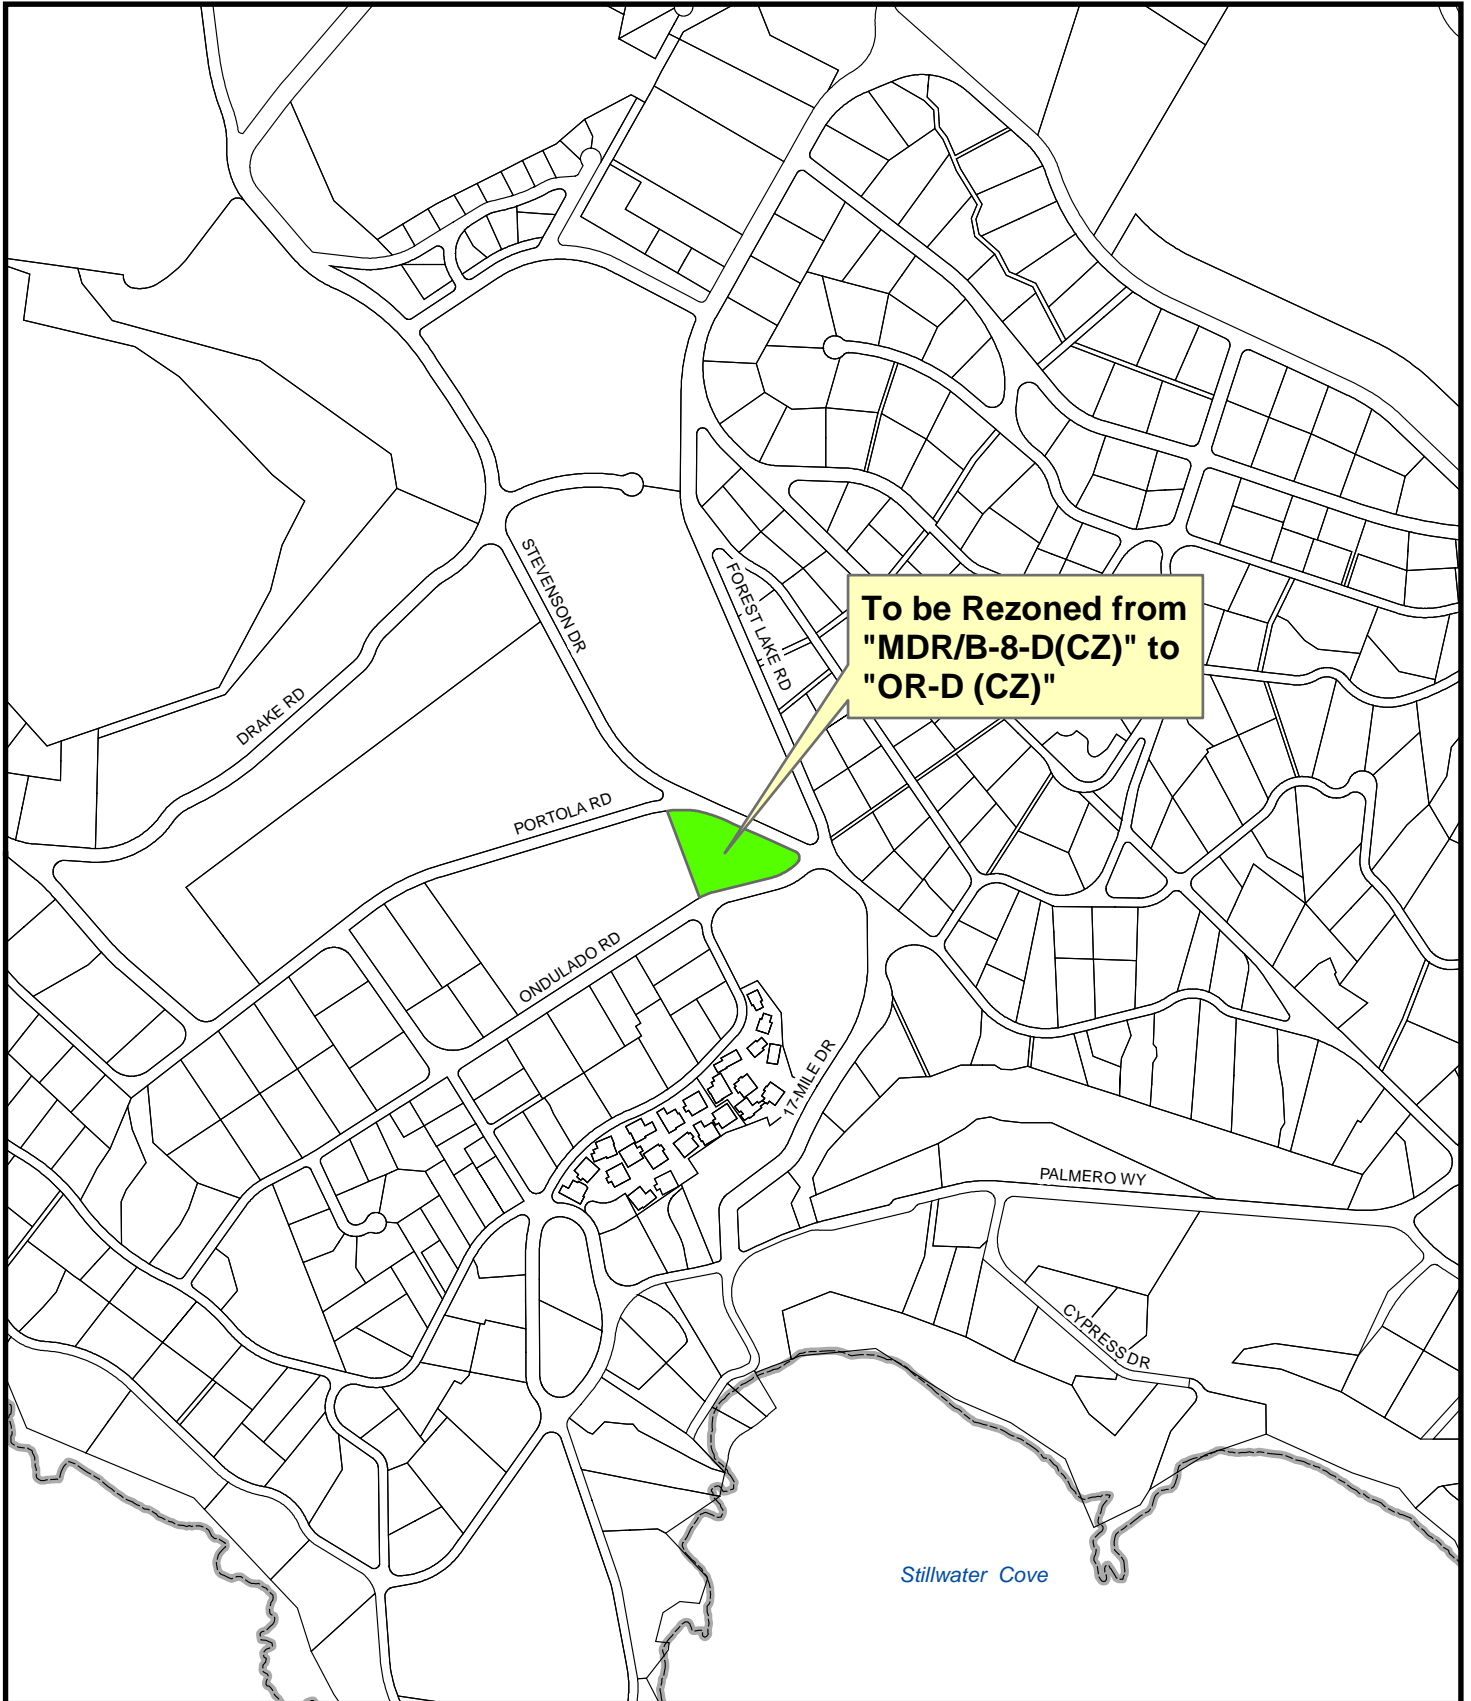 STEVENSON DR
FOREST LAKE RD
To be Rezoned from
"MDR/B-8-D(CZ)" to
"OR-D (CZ)"
DRAKE RD
PORTOLA RD
ONDULADO RD
17-MILE DR
PALMERO WY
CYPRESS DR
Stillwater Cove